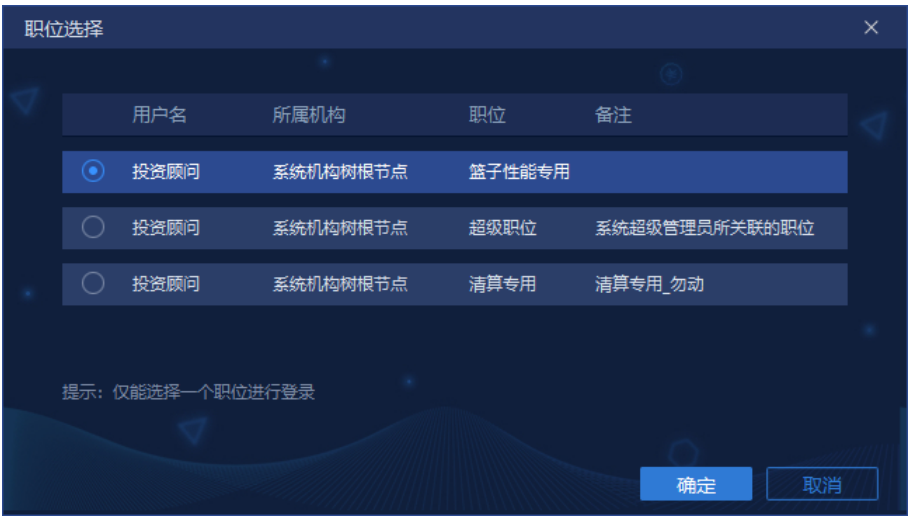 职位选择
用户名 所属机构 职位 备注
投资顾问 系统机构树根节点 篮子性能专用
投资顾问 系统机构树根节点 超级职位 系统超级管理员所关联的职位
投资顾问 系统机构树根节点 清算专用 清算专用_勿动
提示：仅能选择一个职位进行登录
确定 取消